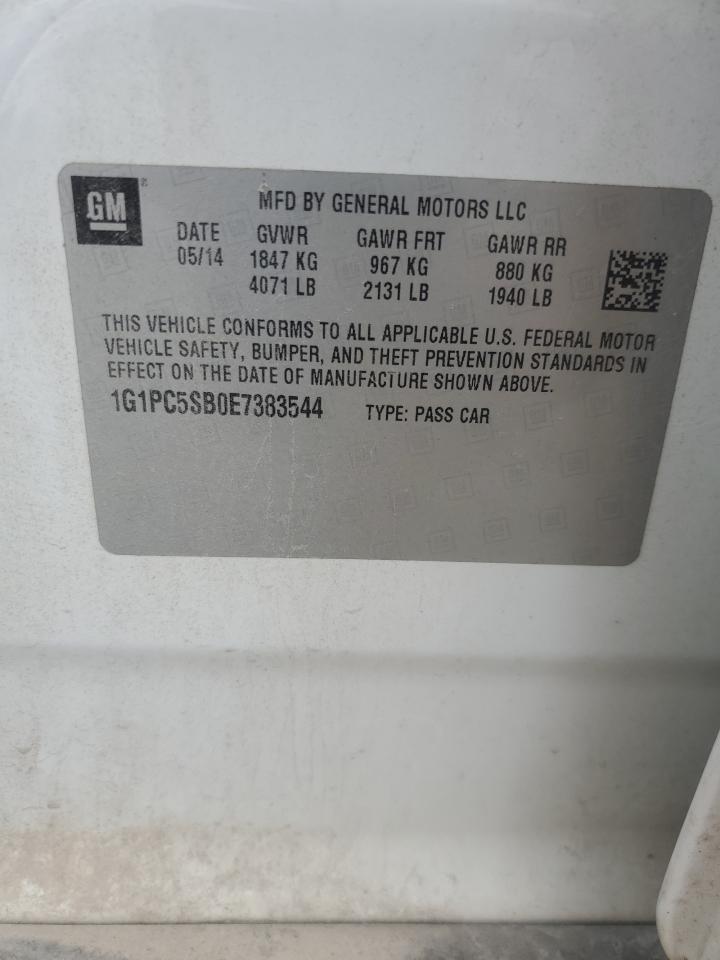 GM
MFD BY GENERAL MOTORS LLC
DATE GVWR GAWR FRT GAWR RR
05/14 1847 KG 967 KG 880 KG
4071 LB 2131 LB 1940 LB
THIS VEHICLE CONFORMS TO ALL APPLICABLE U.S. FEDERAL MOTOR
VEHICLE SAFETY, BUMPER, AND THEFT PREVENTION STANDARDS IN
EFFECT ON THE DATE OF MANUFACTURE SHOWN ABOVE.
1G1PC5SB0E7383544 TYPE: PASS CAR